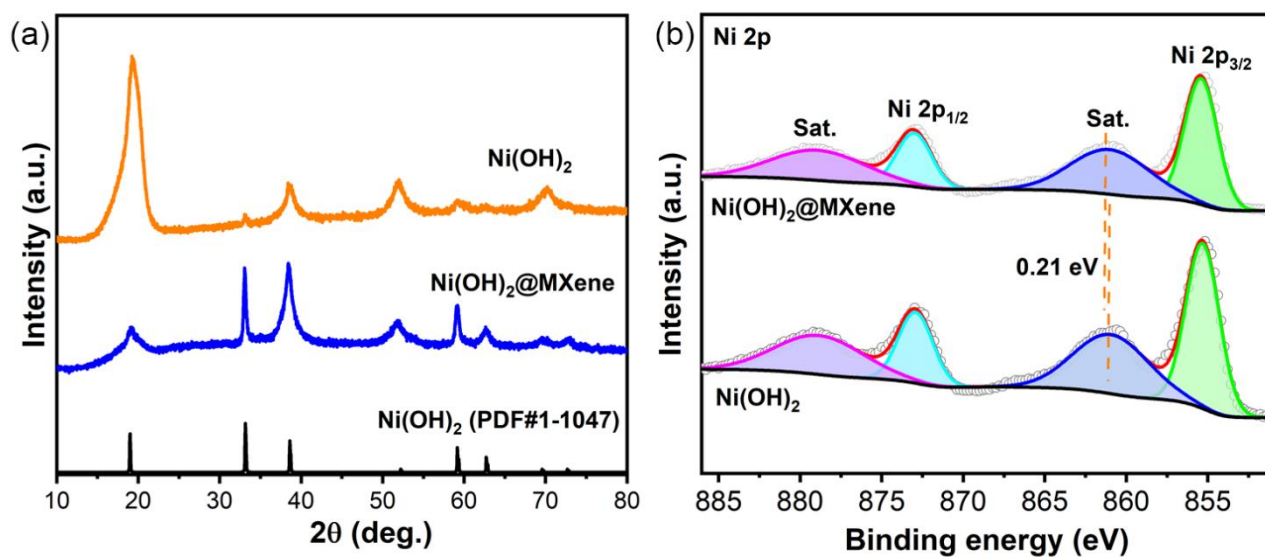 (a)
Intensity (a.u.)
Ni(OH)₂
Ni(OH)₂@MXene
Ni(OH)₂ (PDF#1-1047)
10 20 30 40 50 60 70 80
2θ (deg.)
(b)
Ni 2p
Intensity (a.u.)
Sat.
Ni 2p₁/₂
Sat.
Ni 2p₃/₂
Ni(OH)₂@MXene
0.21 eV
Ni(OH)₂
885 880 875 870 865 860 855
Binding energy (eV)